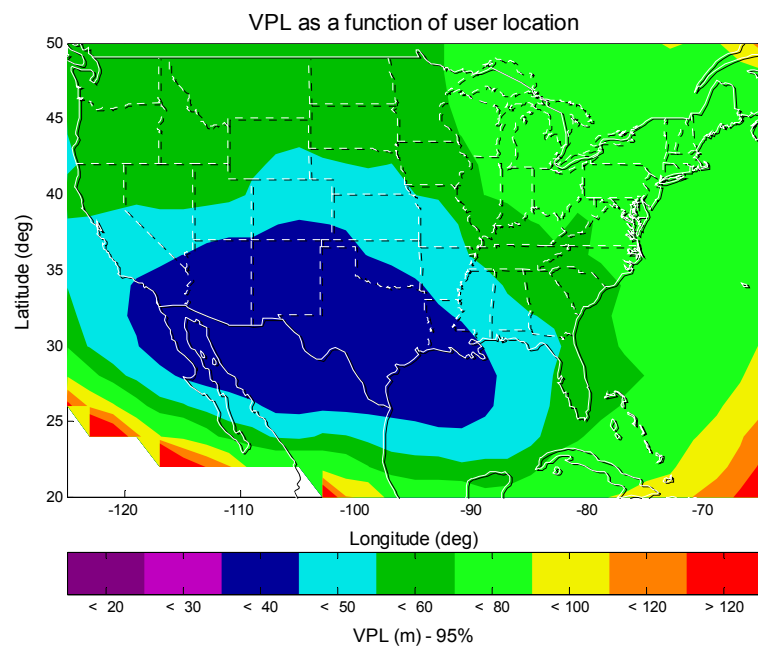 VPL as a function of user location
50
45
40
35
30
25
20
Latitude (deg)
-120 -110 -100 -90 -80 -70
Longitude (deg)
< 20 < 30 < 40 < 50 < 60 < 80 < 100 < 120 > 120
VPL (m) - 95%